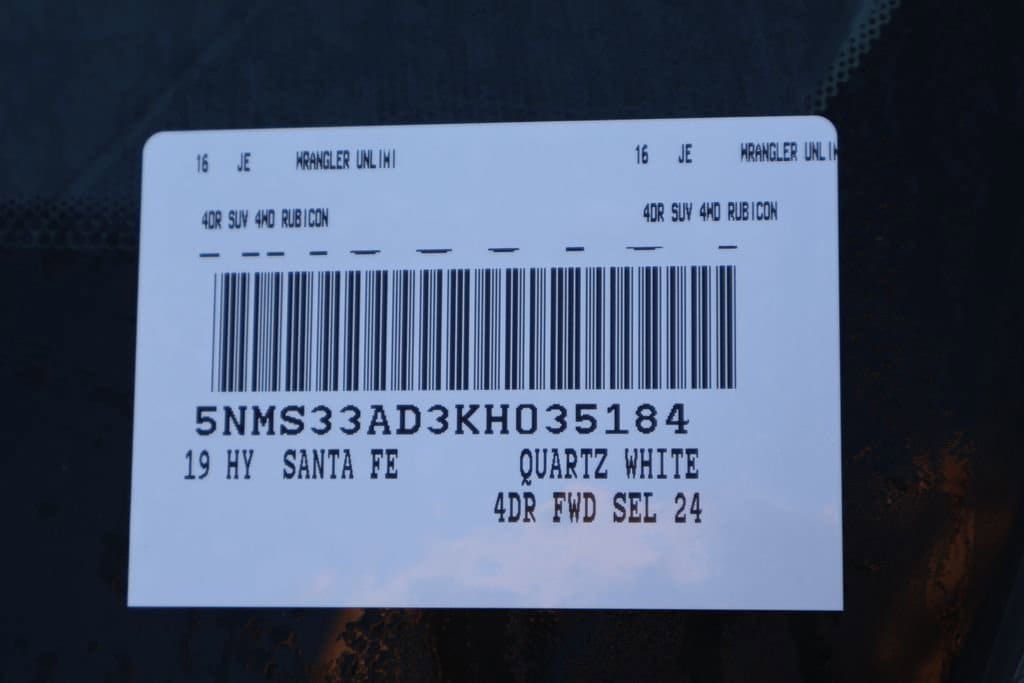 16 JE WRANGLER UNLIMI 16 JE WRANGLER UNLIM
4DR SUV 4WD RUBICON 4DR SUV 4WD RUBICON
5NMS33AD3KH035184
19 HY SANTA FE QUARTZ WHITE
4DR FWD SEL 24